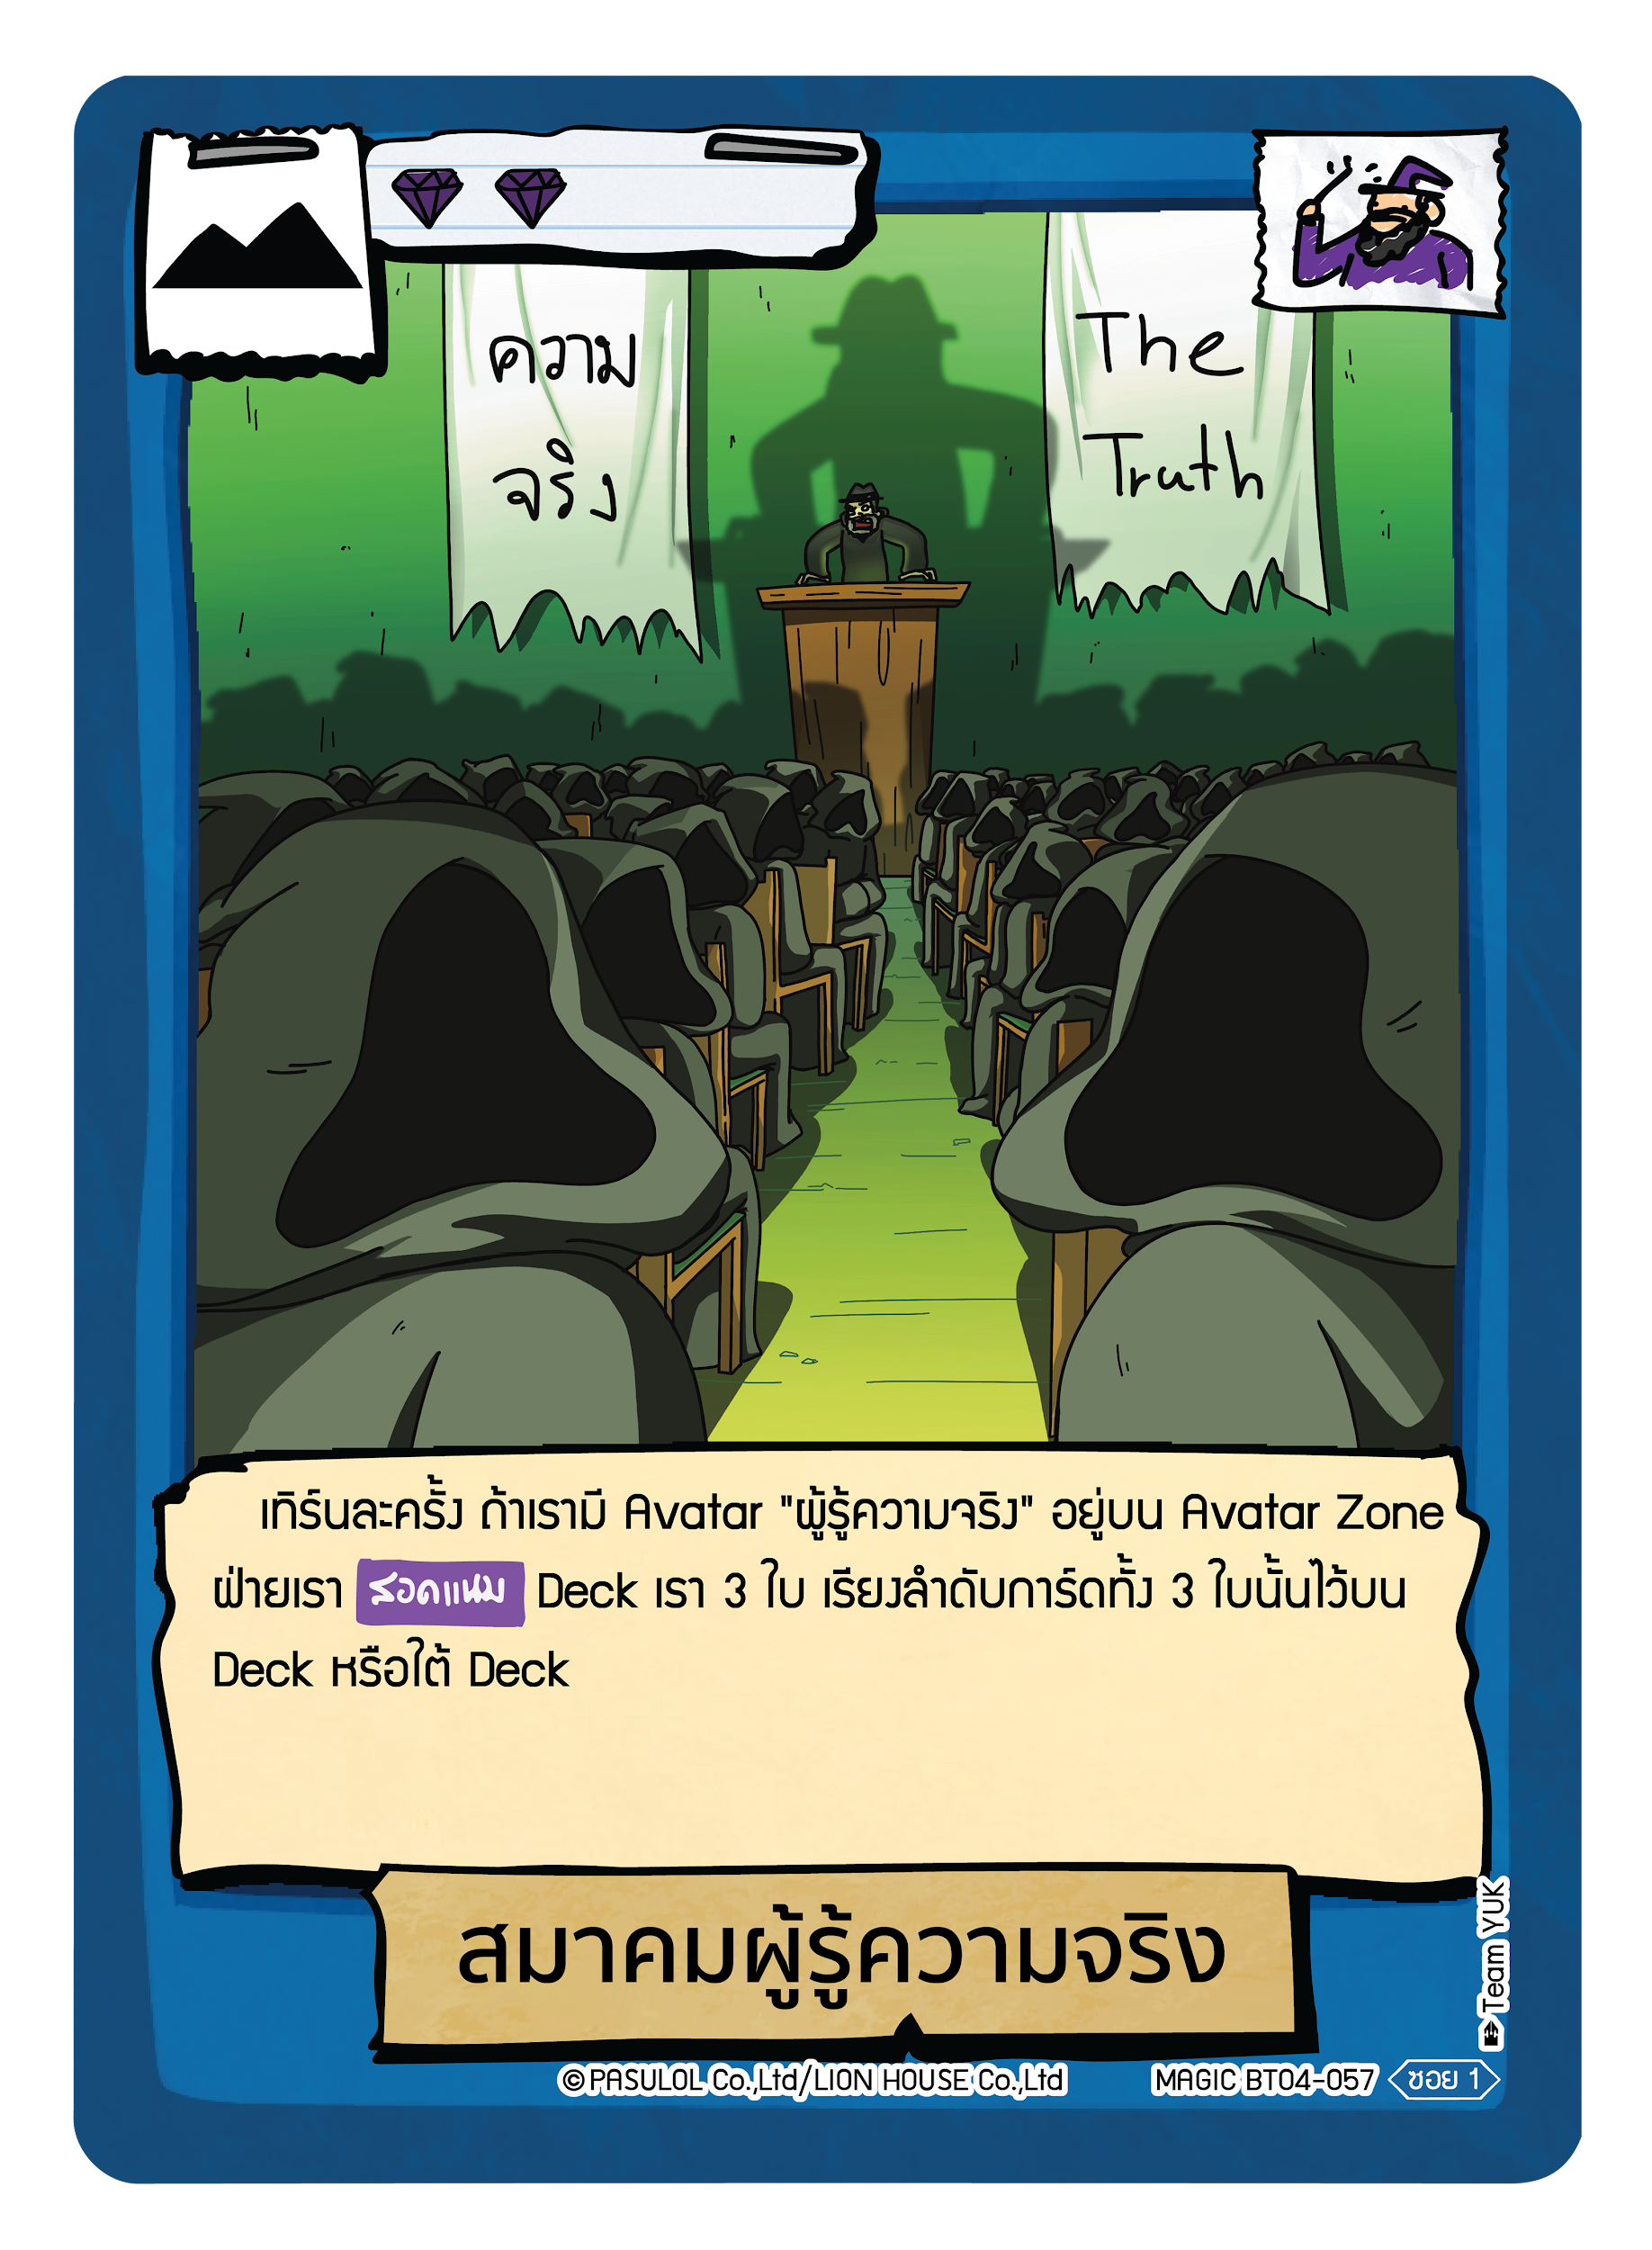 ความ
จริง
The
Truth
เทิร์นละครั้ง ถ้าเรามี Avatar "ผู้รู้ความจริง" อยู่บน Avatar Zone
ฝ่ายเรา สอดแนม Deck เรา 3 ใบ เรียงลำดับการ์ดทั้ง 3 ใบนั้นไว้บน
Deck หรือใต้ Deck
สมาคมผู้รู้ความจริง
Team YUK
©PASULOL Co.,Ltd/LION HOUSE Co.,Ltd MAGIC BT04-057 ซอย 1